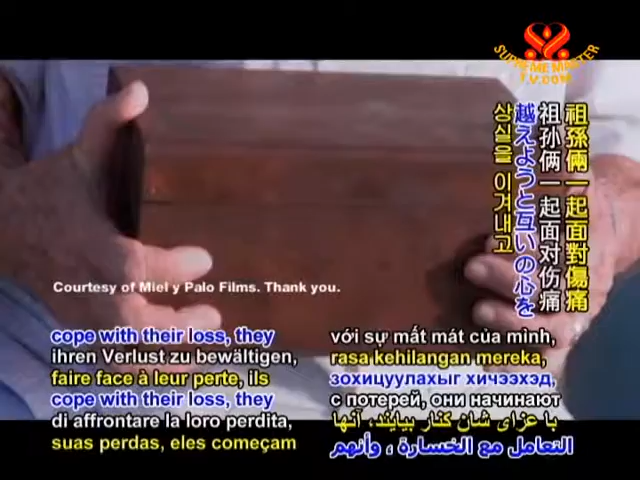 SUPREME MASTER
TV.COM
祖孫倆一起面對傷痛
祖孙俩一起面对伤痛
越えようと互いの心を
상실을 이겨내고
Courtesy of Miel y Palo Films. Thank you.
cope with their loss, they
ihren Verlust zu bewältigen,
faire face à leur perte, ils
cope with their loss, they
di affrontare la loro perdita,
suas perdas, eles começam
với sự mất mát của mình,
rasa kehilangan mereka,
зохицуулахыг хичээхэд,
с потерей, они начинают
با عزای شان کنار بیایند، آنها
التعامل مع الخسارة ، وأنهم